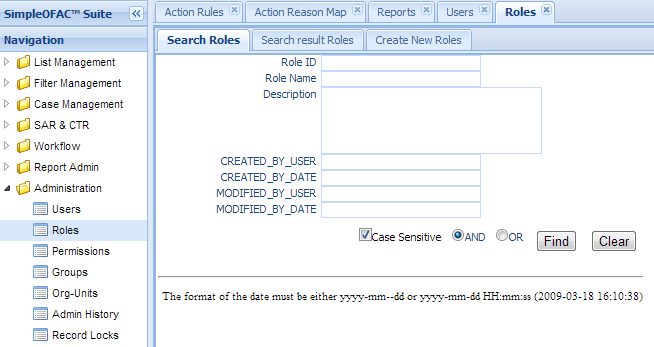 SimpleOFAC™ Suite
Navigation
List Management
Filter Management
Case Management
SAR & CTR
Workflow
Report Admin
Administration
Users
Roles
Permissions
Groups
Org-Units
Admin History
Record Locks
Action Rules Action Reason Map Reports Users Roles
Search Roles Search result Roles Create New Roles
Role ID
Role Name
Description
CREATED_BY_USER
CREATED_BY_DATE
MODIFIED_BY_USER
MODIFIED_BY_DATE
Case Sensitive AND OR Find Clear
The format of the date must be either yyyy-mm--dd or yyyy-mm-dd HH:mm:ss (2009-03-18 16:10:38)